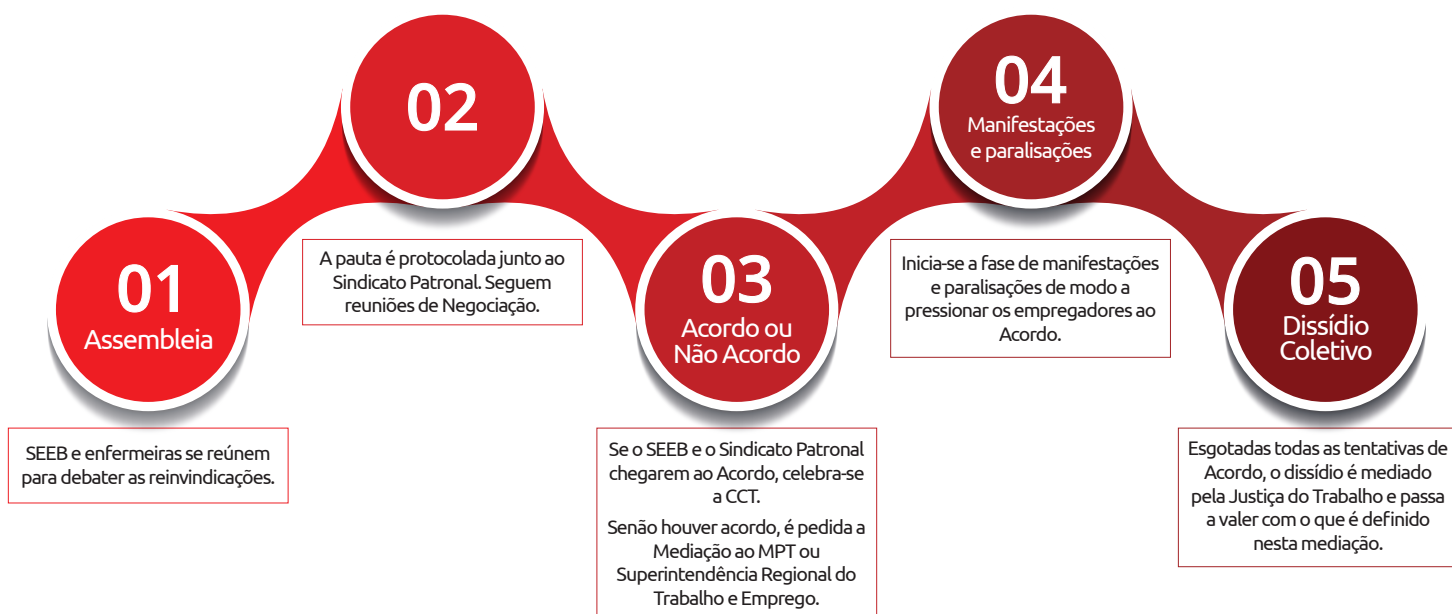 01
Assembleia
SEEB e enfermeiras se reúnem
para debater as reinvindicações.
02
A pauta é protocolada junto ao
Sindicato Patronal. Seguem
reuniões de Negociação.
03
Acordo ou
Não Acordo
Se o SEEB e o Sindicato Patronal
chegarem ao Acordo, celebra-se
a CCT.
Senão houver acordo, é pedida a
Mediação ao MPT ou
Superintendência Regional do
Trabalho e Emprego.
04
Manifestações
e paralisações
Inicia-se a fase de manifestações
e paralisações de modo a
pressionar os empregadores ao
Acordo.
05
Dissídio
Coletivo
Esgotadas todas as tentativas de
Acordo, o dissídio é mediado
pela Justiça do Trabalho e passa
a valer com o que é definido
nesta mediação.